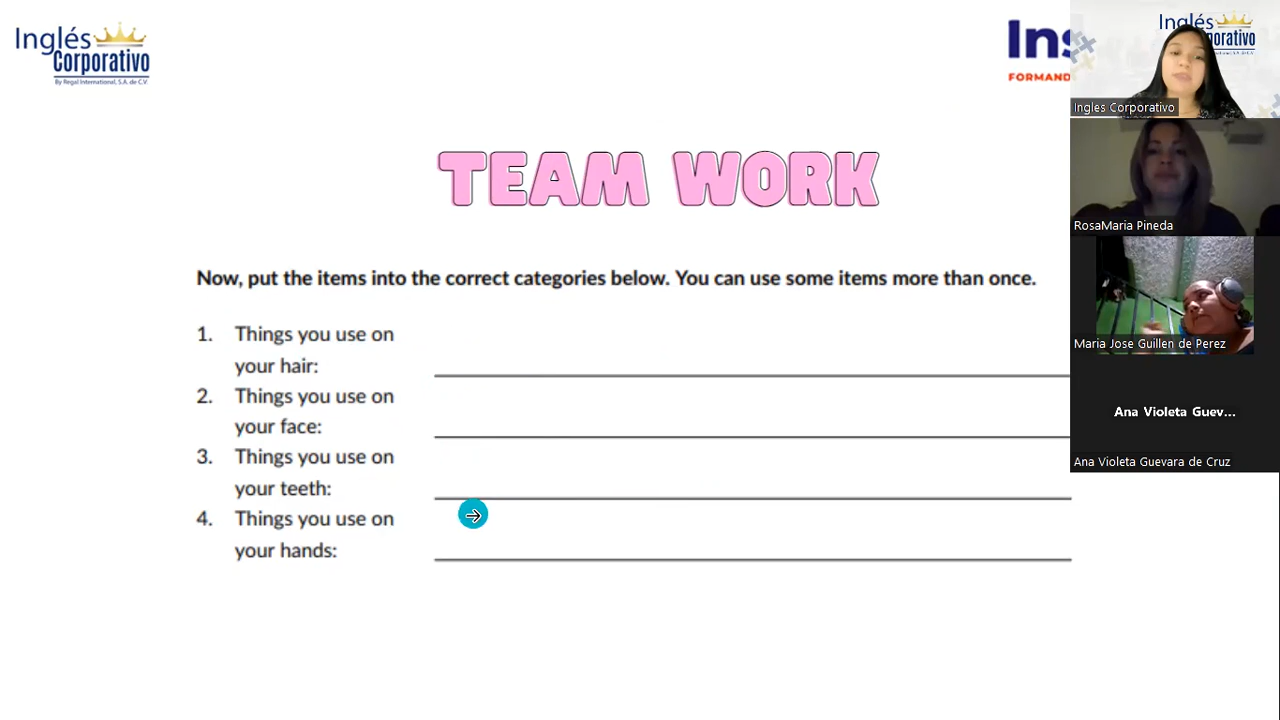 Inglés
Corporativo
By Regal International, S.A. de C.V.
Ins
FORMAND
TEAM WORK
Now, put the items into the correct categories below. You can use some items more than once.
1. Things you use on
your hair:
2. Things you use on
your face:
3. Things you use on
your teeth:
4. Things you use on
your hands:
Inglés
porativo
Ingles Corporativo
RosaMaria Pineda
Maria Jose Guillen de Perez
Ana Violeta Guev...
Ana Violeta Guevara de Cruz